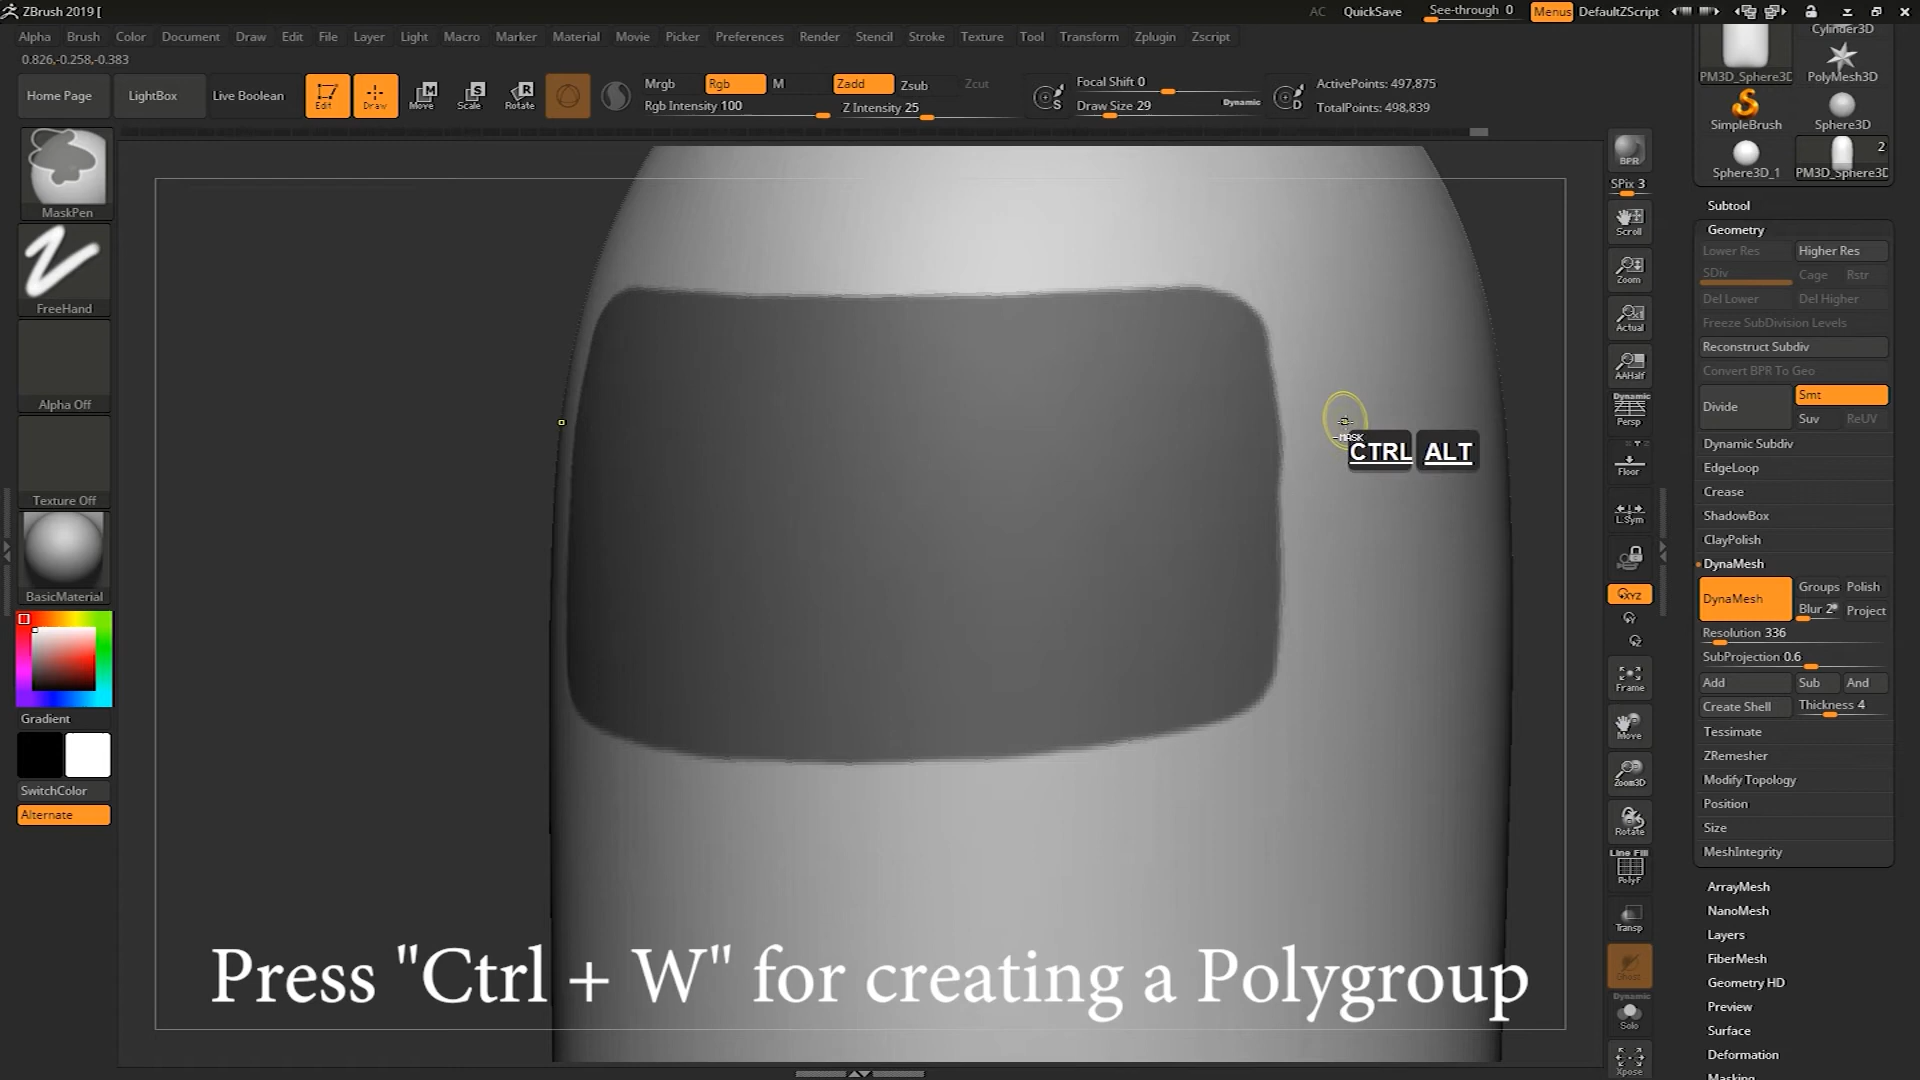 ZBrush 2019 [
AC QuickSave See-through 0 Menus DefaultZScript
Alpha Brush Color Document Draw Edit File Layer Light Macro Marker Material Movie Picker Preferences Render Stencil Stroke Texture Tool Transform Zplugin Zscript
0.826,-0.258,-0.383
Home Page LightBox Live Boolean Edit Draw Move Scale Rotate
Mrgb Rgb M Zadd Zsub Zcut
Rgb Intensity 100 Z Intensity 25
Focal Shift 0
Draw Size 29 Dynamic
ActivePoints: 497,875
TotalPoints: 498,839
MaskPen
FreeHand
Alpha Off
Texture Off
BasicMaterial
Gradient
SwitchColor
Alternate
MASK
CTRL ALT
Press "Ctrl + W" for creating a Polygroup
BPR
SPix 3
Scroll
Zoom
Actual
AAHalf
Dynamic
Persp
Floor
L.Sym
XYZ
Frame
Move
Zoom3D
Rotate
Line Fill
PolyF
Transp
Ghost
Dynamic
Solo
Xpose
Cylinder3D
PM3D_Sphere3D PolyMesh3D
SimpleBrush Sphere3D
2
Sphere3D_1 PM3D_Sphere3D
Subtool
Geometry
Lower Res Higher Res
SDiv Cage Rstr
Del Lower Del Higher
Freeze SubDivision Levels
Reconstruct Subdiv
Convert BPR To Geo
Divide Smt
Suv ReUV
Dynamic Subdiv
EdgeLoop
Crease
ShadowBox
ClayPolish
DynaMesh
DynaMesh Groups Polish
Blur 2 Project
Resolution 336
SubProjection 0.6
Add Sub And
Create Shell Thickness 4
Tessimate
ZRemesher
Modify Topology
Position
Size
MeshIntegrity
ArrayMesh
NanoMesh
Layers
FiberMesh
Geometry HD
Preview
Surface
Deformation
Masking